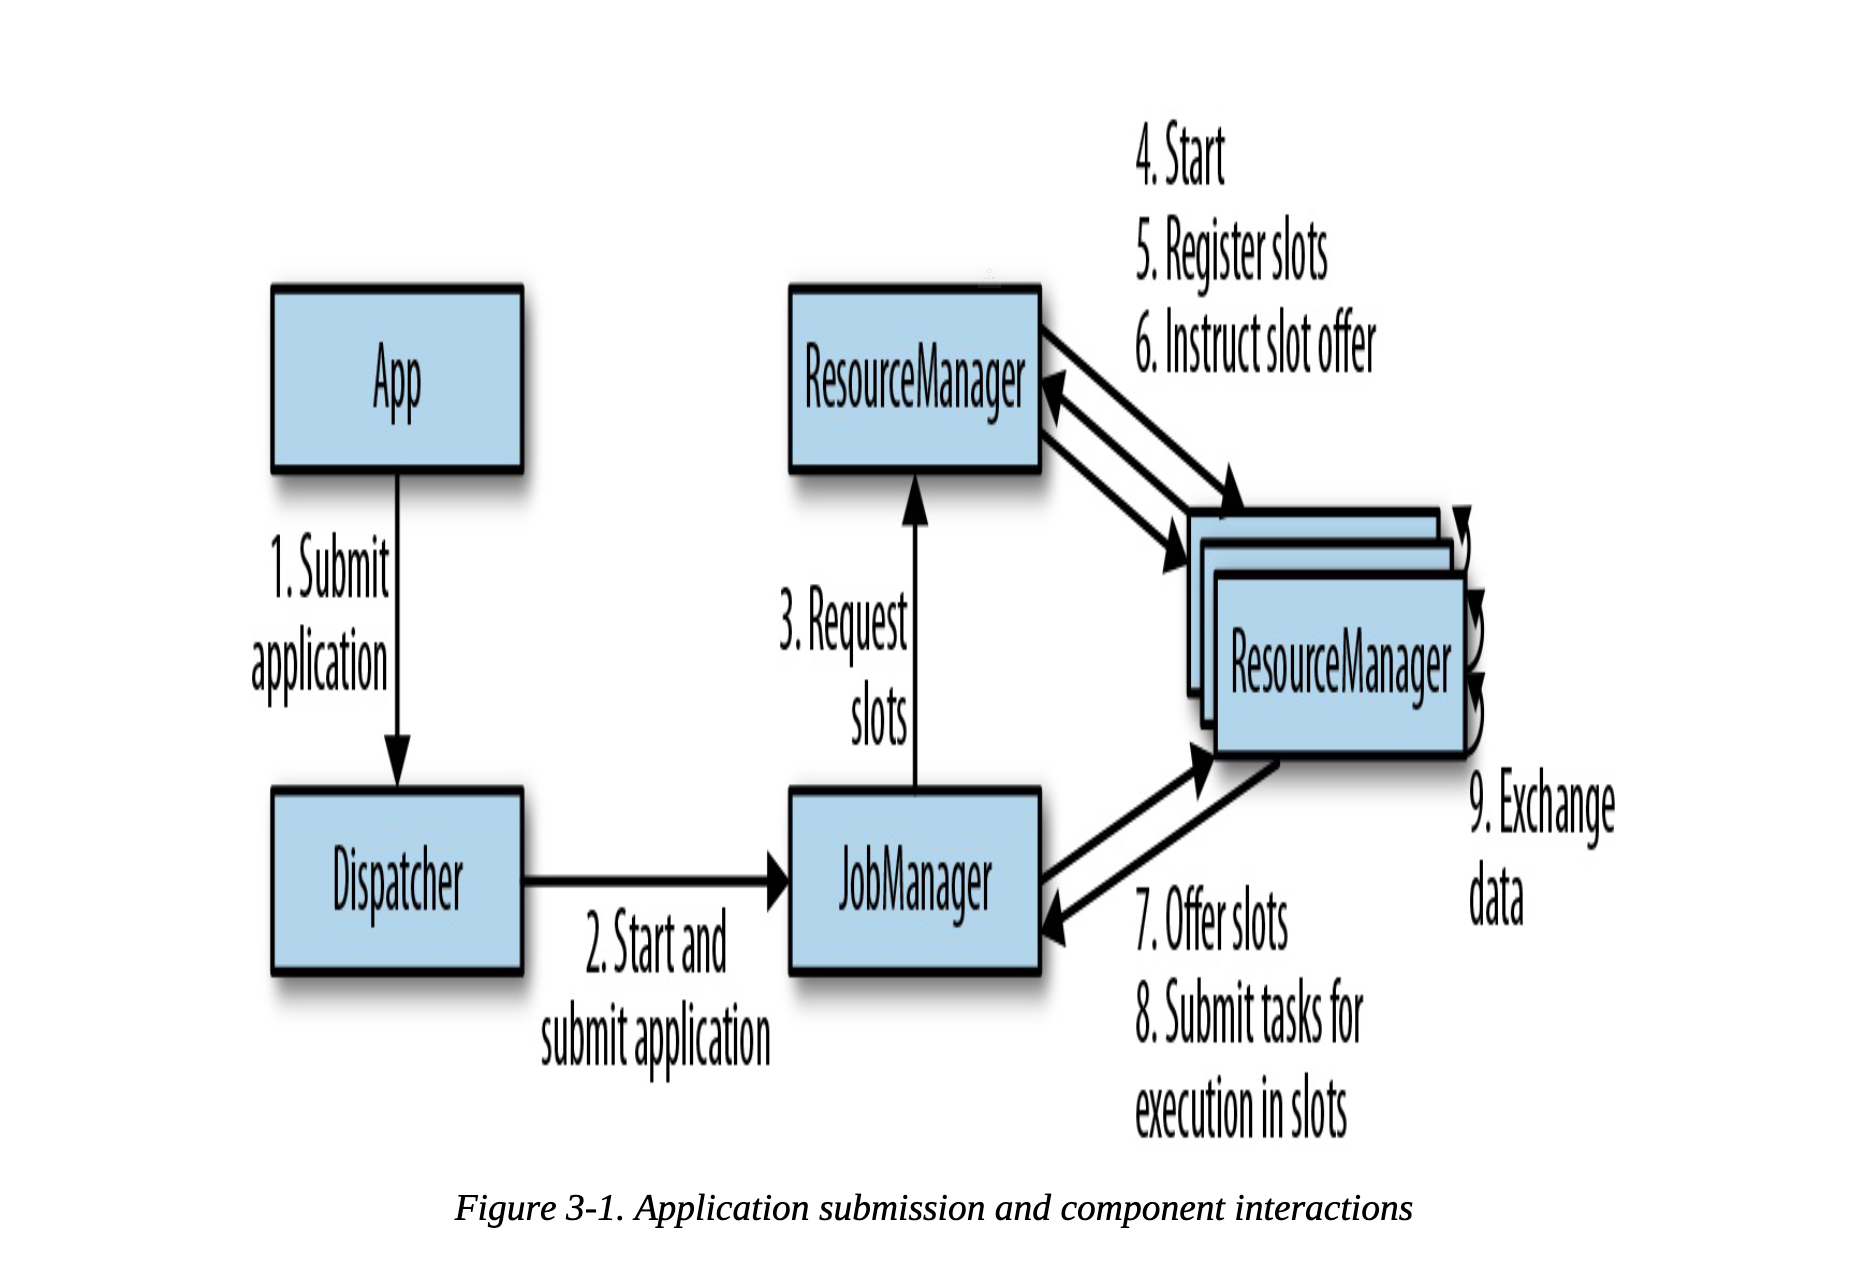 4. Start
5. Register slots
6. Instruct slot offer
App
ResourceManager
1. Submit
application
3. Request
slots
ResourceManager
Dispatcher
JobManager
9. Exchange
data
2. Start and
submit application
7. Offer slots
8. Submit tasks for
execution in slots
Figure 3-1. Application submission and component interactions